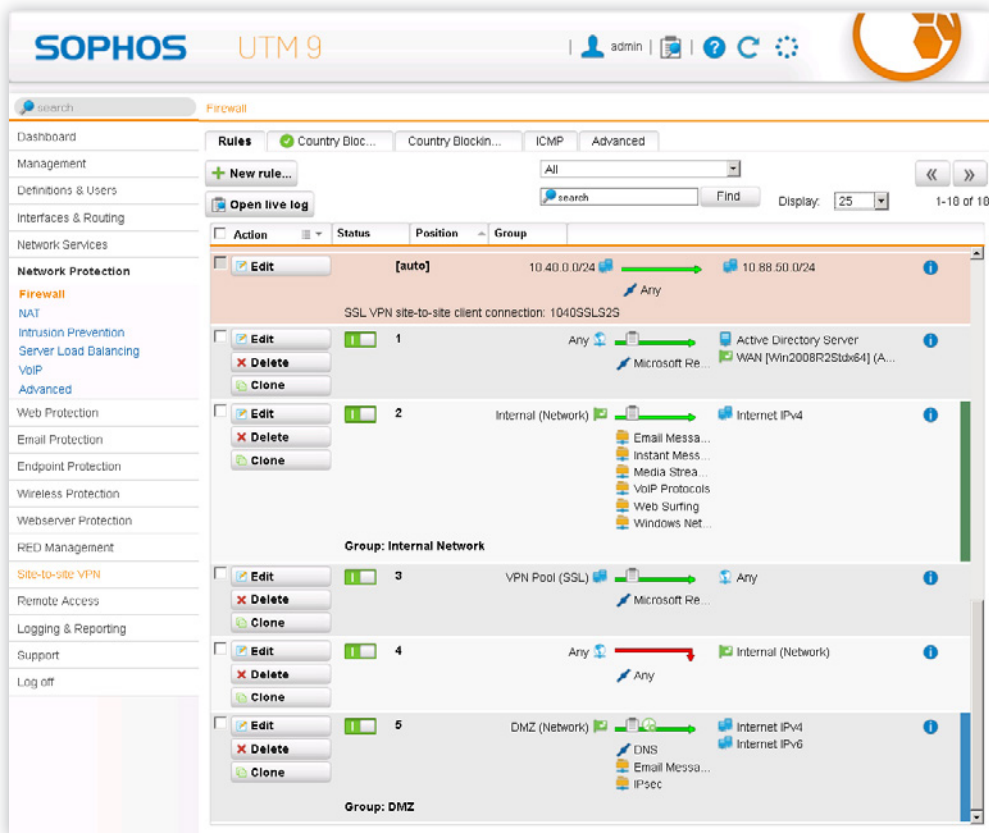 SOPHOS UTM 9
admin
search
Firewall
Dashboard
Management
Definitions & Users
Interfaces & Routing
Network Services
Network Protection
Firewall
NAT
Intrusion Prevention
Server Load Balancing
VoIP
Advanced
Web Protection
Email Protection
Endpoint Protection
Wireless Protection
Webserver Protection
RED Management
Site-to-site VPN
Remote Access
Logging & Reporting
Support
Log off
Rules Country Bloc... Country Blockin... ICMP Advanced
New rule... All
Open live log search Find Display: 25 1-18 of 18
Action Status Position Group
Edit [auto] 10.40.0.0/24 10.88.50.0/24
Any
SSL VPN site-to-site client connection: 1040SSLS2S
Edit 1 Any Active Directory Server
Delete Microsoft Re... WAN [Win2008R2Stdx64] (A...
Clone
Edit 2 Internal (Network) Internet IPv4
Delete Email Messa...
Clone Instant Mess...
Media Strea...
VoIP Protocols
Web Surfing
Windows Net...
Group: Internal Network
Edit 3 VPN Pool (SSL) Any
Delete Microsoft Re...
Clone
Edit 4 Any Internal (Network)
Delete Any
Clone
Edit 5 DMZ (Network) Internet IPv4
Delete DNS Internet IPv6
Clone Email Messa...
IPsec
Group: DMZ